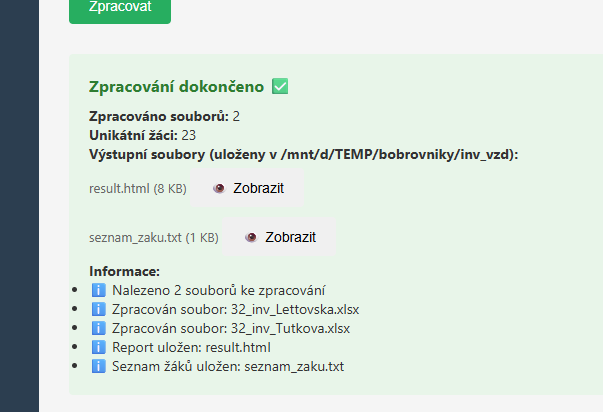 Zpracovat
Zpracování dokončeno ✅
Zpracováno souborů: 2
Unikátní žáci: 23
Výstupní soubory (uloženy v /mnt/d/TEMP/bobrovniky/inv_vzd):
result.html (8 KB) 👁 Zobrazit
seznam_zaku.txt (1 KB) 👁 Zobrazit
Informace:
• ℹ️ Nalezeno 2 souborů ke zpracování
• ℹ️ Zpracován soubor: 32_inv_Lettovska.xlsx
• ℹ️ Zpracován soubor: 32_inv_Tutkova.xlsx
• ℹ️ Report uložen: result.html
• ℹ️ Seznam žáků uložen: seznam_zaku.txt